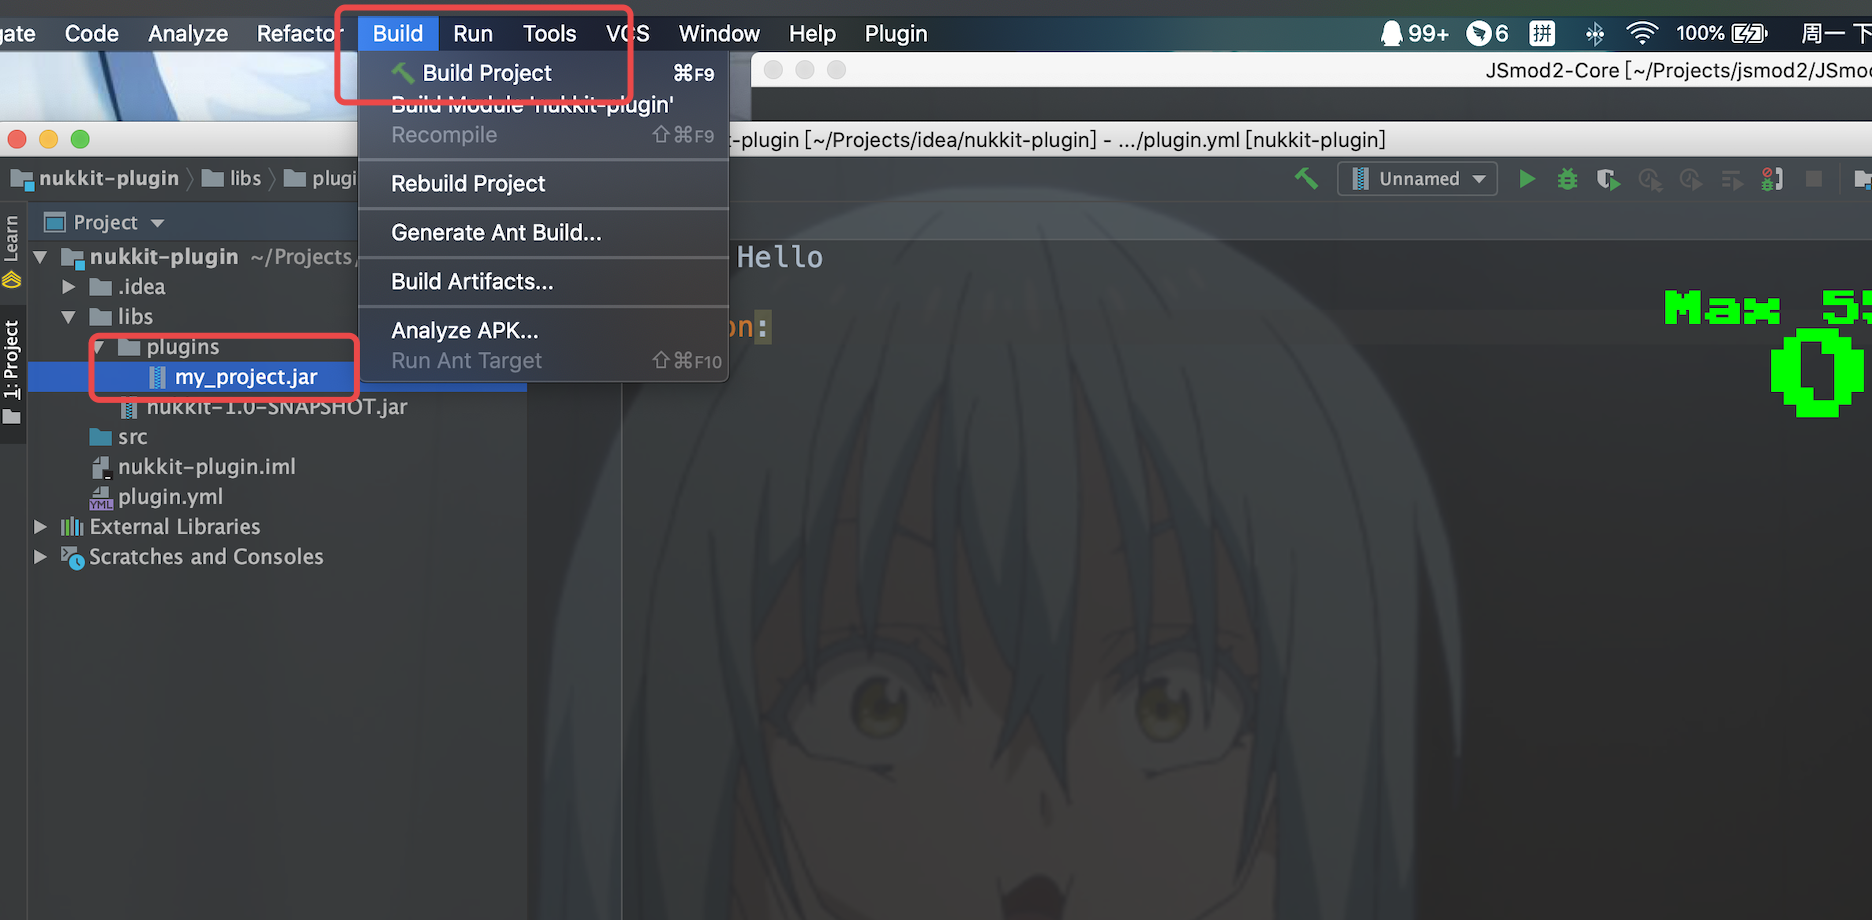 gate Code Analyze Refactor Build Run Tools VCS Window Help Plugin 99+ 6 拼 100% 周一 下
Build Project ⌘F9
JSmod2-Core [~/Projects/jsmod2/JSmod
Build Module 'nukkit-plugin'
Recompile ⇧⌘F9
t-plugin [~/Projects/idea/nukkit-plugin] - .../plugin.yml [nukkit-plugin]
nukkit-plugin libs plugi
Rebuild Project
Unnamed
Learn
Project
Generate Ant Build...
nukkit-plugin ~/Projects/
Hello
.idea
Build Artifacts...
libs
Max 55
1: Project
Analyze APK...
on:
plugins
Run Ant Target ⇧⌘F10
0
my_project.jar
nukkit-1.0-SNAPSHOT.jar
src
nukkit-plugin.iml
YML plugin.yml
External Libraries
Scratches and Consoles